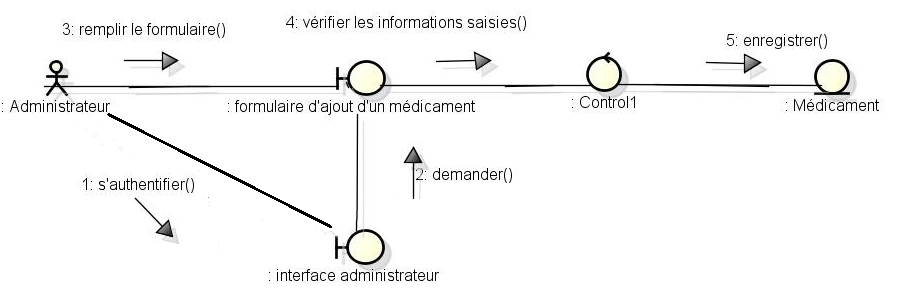 4: vérifier les informations saisies()
3: remplir le formulaire()
5: enregistrer()
: Administrateur
: formulaire d'ajout d'un médicament
: Control1
: Médicament
1: s'authentifier()
2: demander()
: interface administrateur